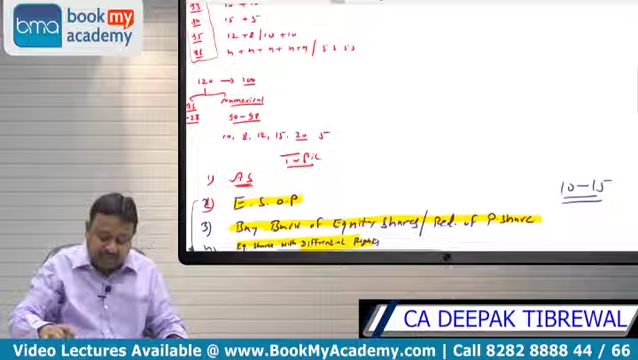 bma
book my academy
15 + 5
35 12 + 8 / 10 + 10
120 → 100
Numerical
10, 8, 12, 15, 20 5
Topic
1) AS
2) E. S. O P
3) Buy Back of Equity Shares / Red. of P share
Eq. Shares with Differential Rights
10-15
CA DEEPAK TIBREWAL
Video Lectures Available @ www.BookMyAcademy.com | Call 8282 8888 44 / 66